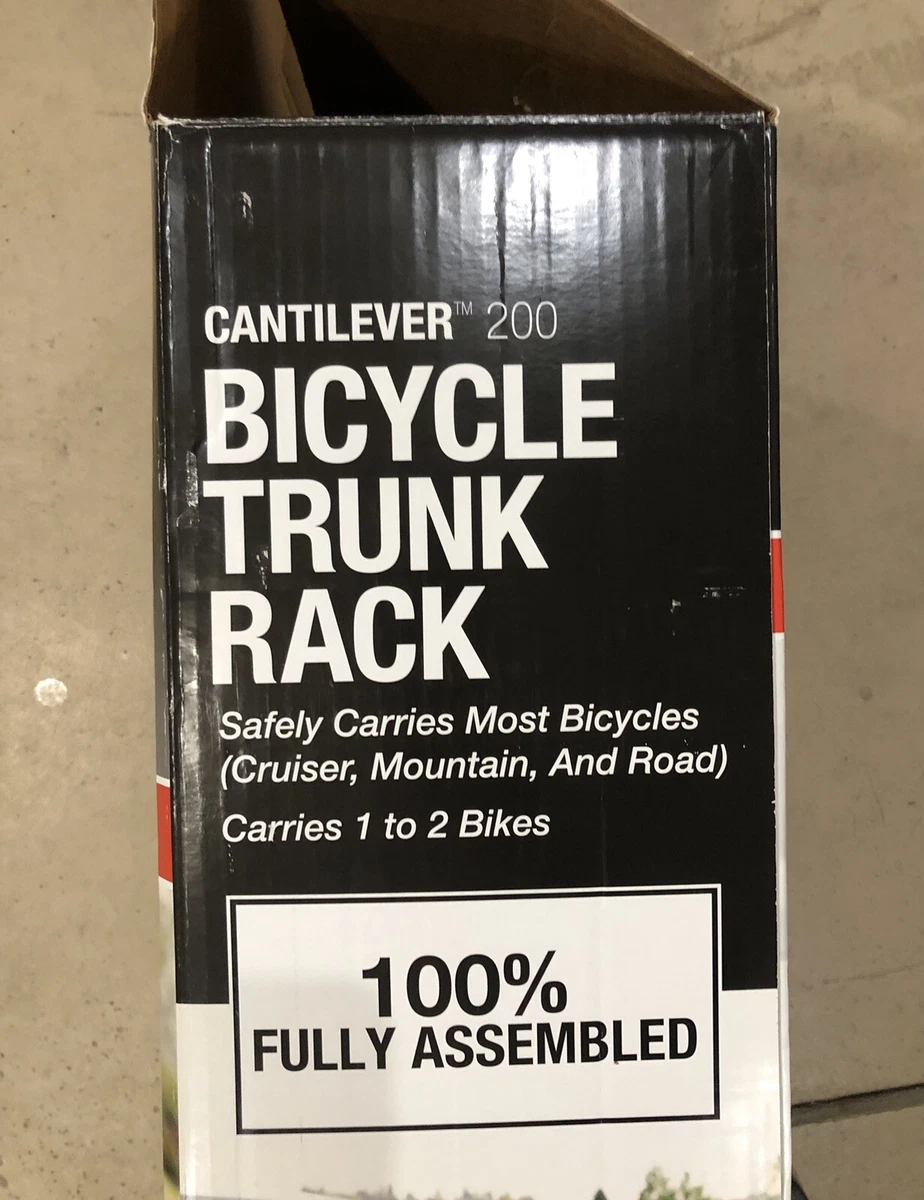 CANTILEVER™ 200
BICYCLE
TRUNK
RACK
Safely Carries Most Bicycles
(Cruiser, Mountain, And Road)
Carries 1 to 2 Bikes
100%
FULLY ASSEMBLED